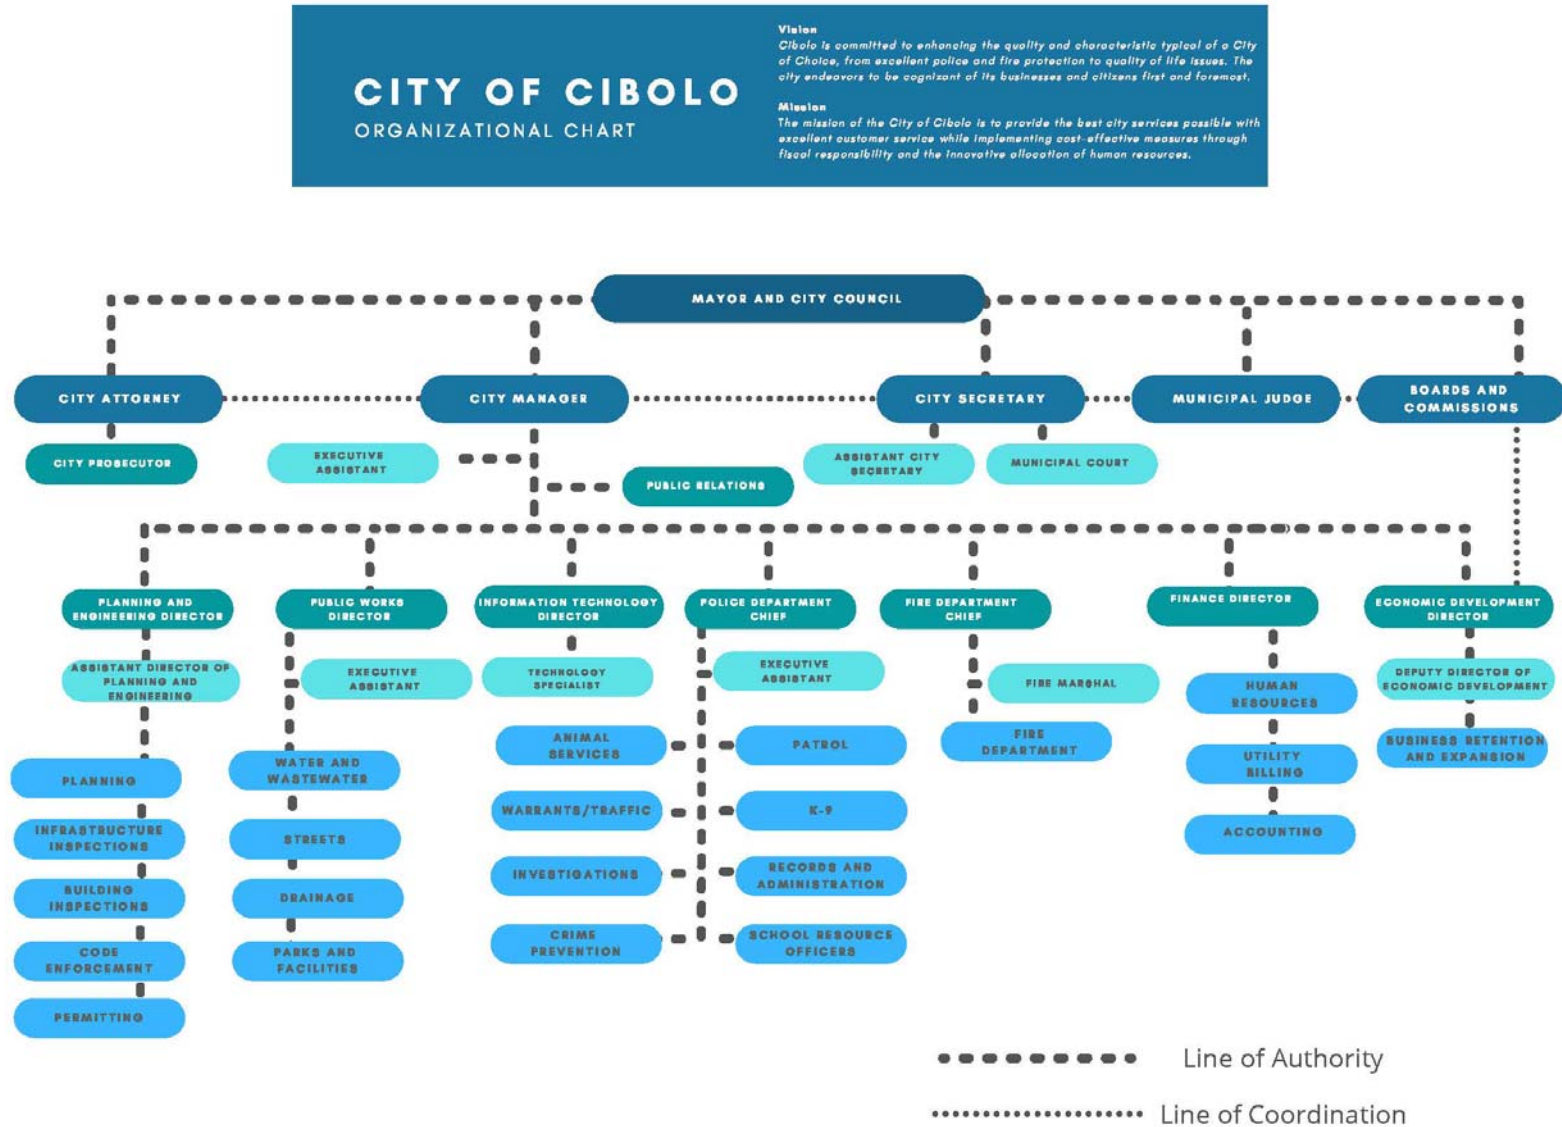 CITY OF CIBOLO
ORGANIZATIONAL CHART
Vision
Cibolo is committed to enhancing the quality and characteristic typical of a City
of Choice, from excellent police and fire protection to quality of life issues. The
city endeavors to be cognizant of its businesses and citizens first and foremost.
Mission
The mission of the City of Cibolo is to provide the best city services possible with
excellent customer service while implementing cost-effective measures through
fiscal responsibility and the innovative allocation of human resources.
MAYOR AND CITY COUNCIL
CITY ATTORNEY
CITY MANAGER
CITY SECRETARY
MUNICIPAL JUDGE
BOARDS AND
COMMISSIONS
CITY PROSECUTOR
EXECUTIVE
ASSISTANT
PUBLIC RELATIONS
ASSISTANT CITY
SECRETARY
MUNICIPAL COURT
PLANNING AND
ENGINEERING DIRECTOR
PUBLIC WORKS
DIRECTOR
INFORMATION TECHNOLOGY
DIRECTOR
POLICE DEPARTMENT
CHIEF
FIRE DEPARTMENT
CHIEF
FINANCE DIRECTOR
ECONOMIC DEVELOPMENT
DIRECTOR
ASSISTANT DIRECTOR OF
PLANNING AND
ENGINEERING
EXECUTIVE
ASSISTANT
TECHNOLOGY
SPECIALIST
EXECUTIVE
ASSISTANT
FIRE MARSHAL
HUMAN
RESOURCES
DEPUTY DIRECTOR OF
ECONOMIC DEVELOPMENT
PLANNING
INFRASTRUCTURE
INSPECTIONS
BUILDING
INSPECTIONS
CODE
ENFORCEMENT
PERMITTING
WATER AND
WASTEWATER
STREETS
DRAINAGE
PARKS AND
FACILITIES
ANIMAL
SERVICES
WARRANTS/TRAFFIC
INVESTIGATIONS
CRIME
PREVENTION
PATROL
K-9
RECORDS AND
ADMINISTRATION
SCHOOL RESOURCE
OFFICERS
FIRE
DEPARTMENT
UTILITY
BILLING
ACCOUNTING
BUSINESS RETENTION
AND EXPANSION
Line of Authority
Line of Coordination